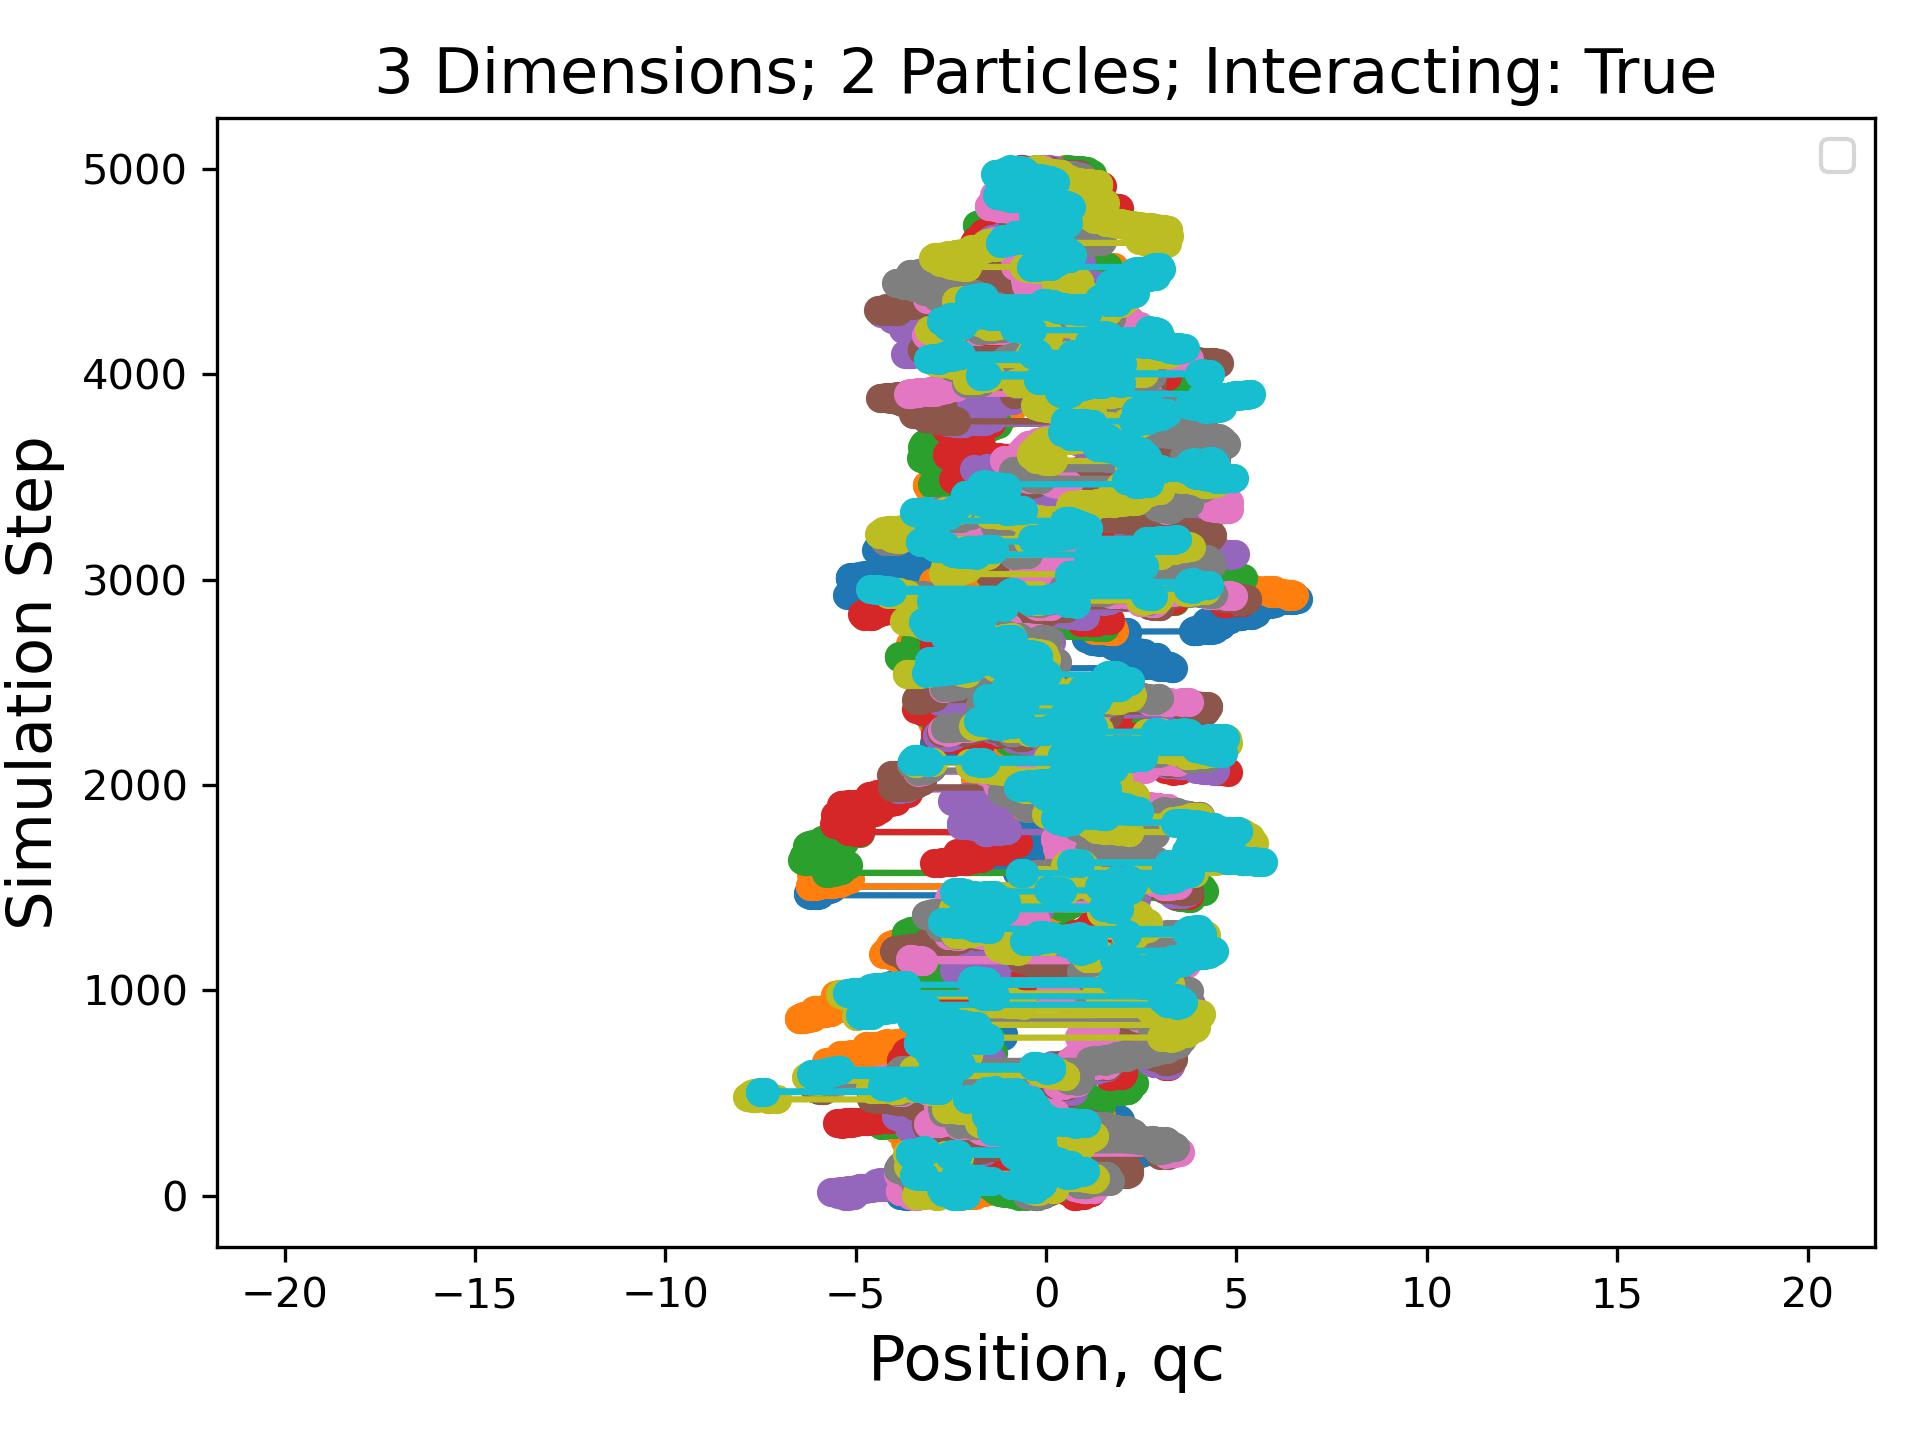 3 Dimensions; 2 Particles; Interacting: True
Simulation Step
5000
4000
3000
2000
1000
0
−20 −15 −10 −5 0 5 10 15 20
Position, qc